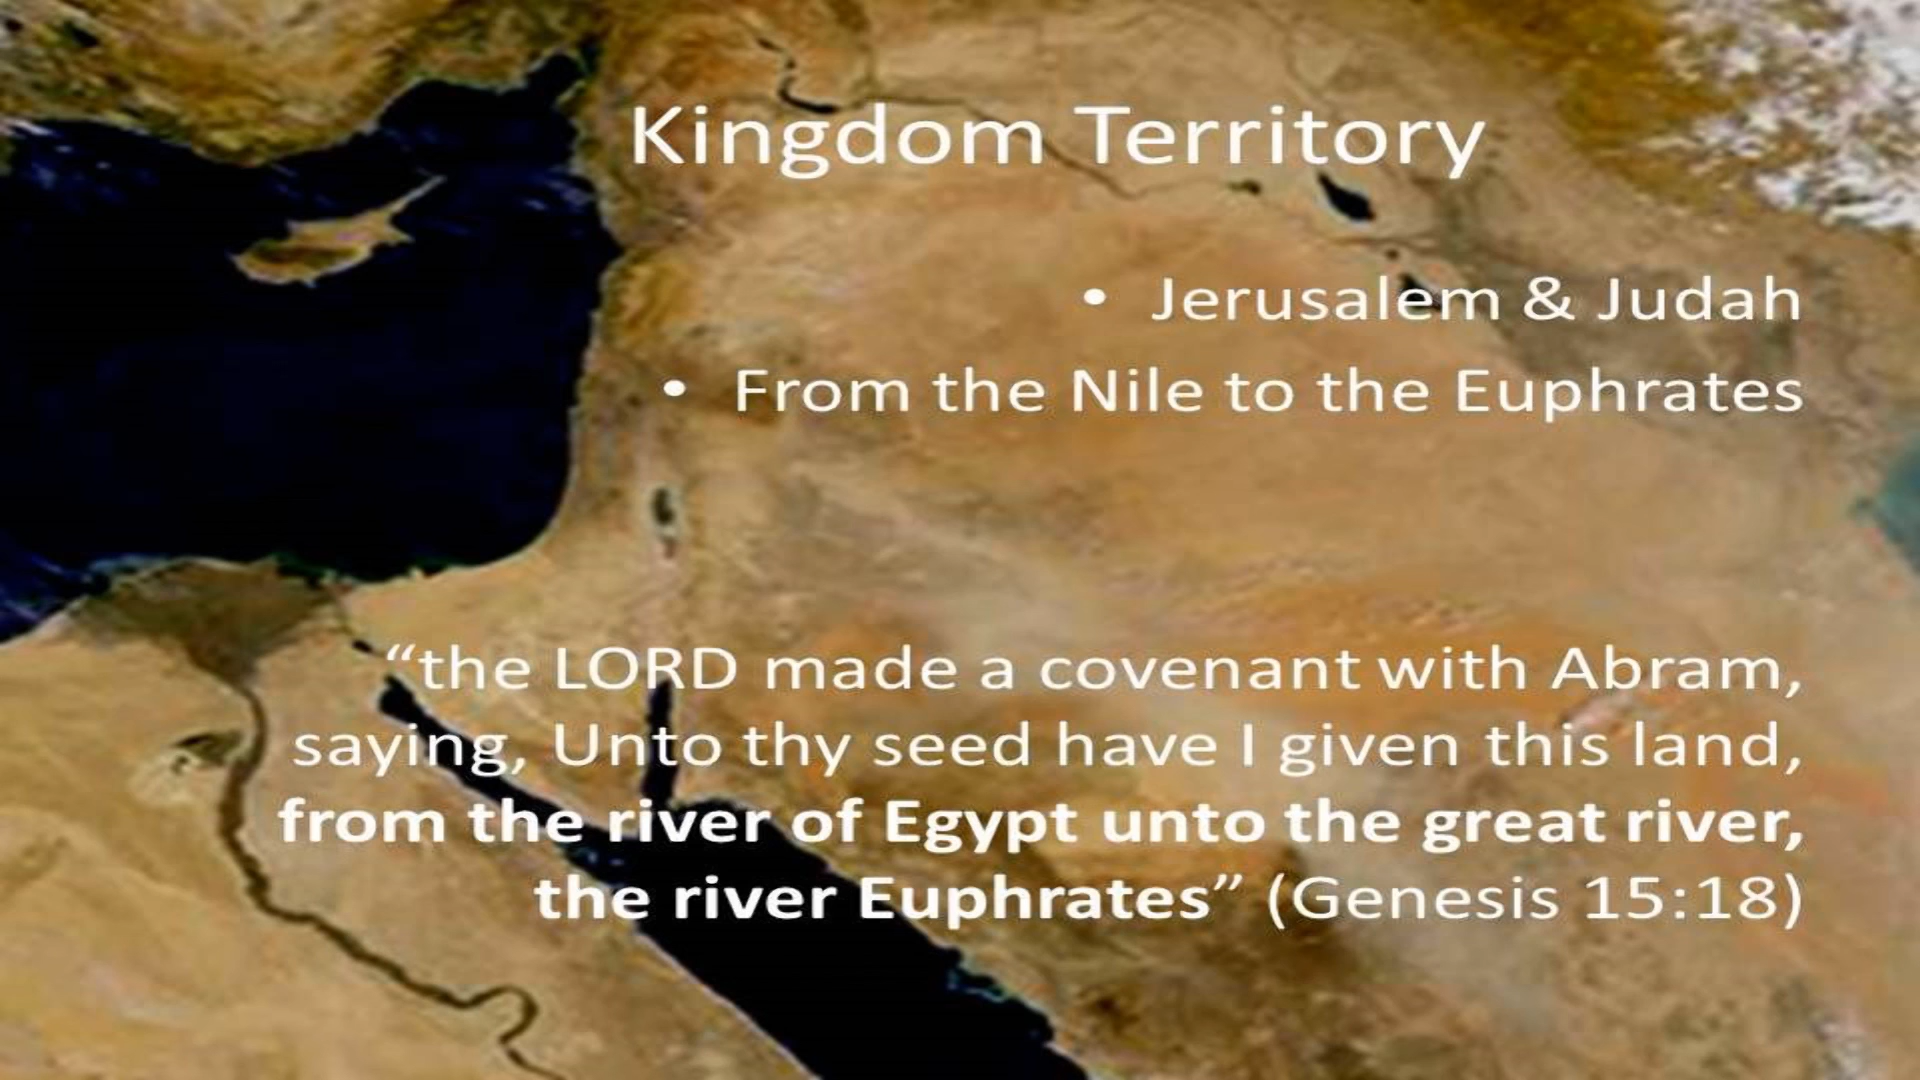 Kingdom Territory
• Jerusalem & Judah
• From the Nile to the Euphrates
“the LORD made a covenant with Abram,
saying, Unto thy seed have I given this land,
from the river of Egypt unto the great river,
the river Euphrates” (Genesis 15:18)